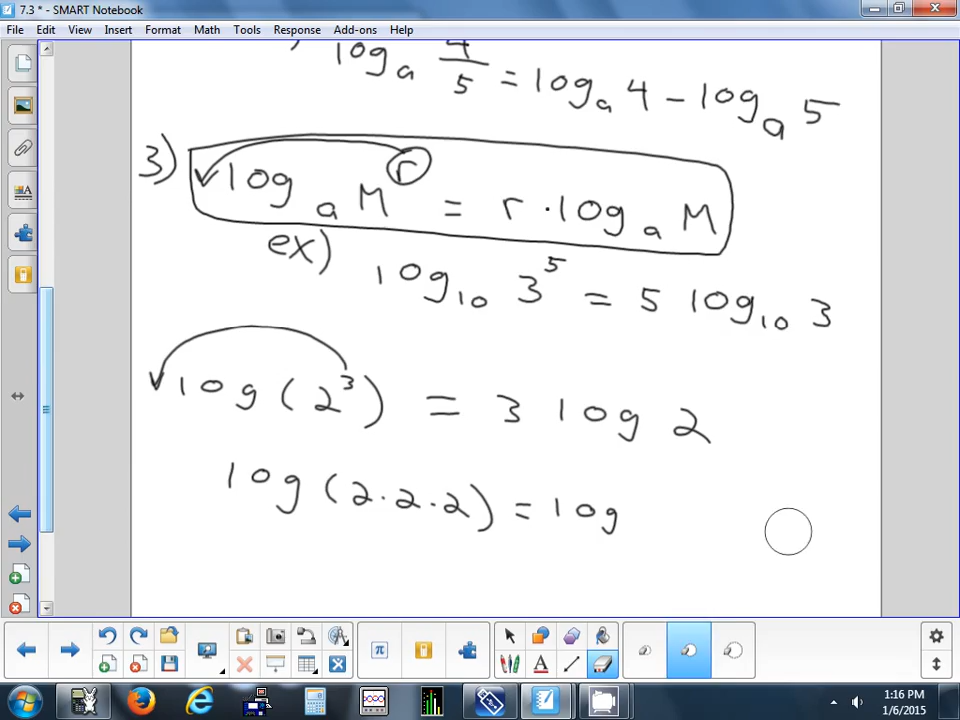 7.3 * - SMART Notebook
File Edit View Insert Format Math Tools Response Add-ons Help
log_a 4/5 = log_a 4 - log_a 5
3) log_a M^r = r · log_a M
ex) log_10 3^5 = 5 log_10 3
log(2^3) = 3 log 2
log(2·2·2) = log
π
A
1:16 PM
1/6/2015